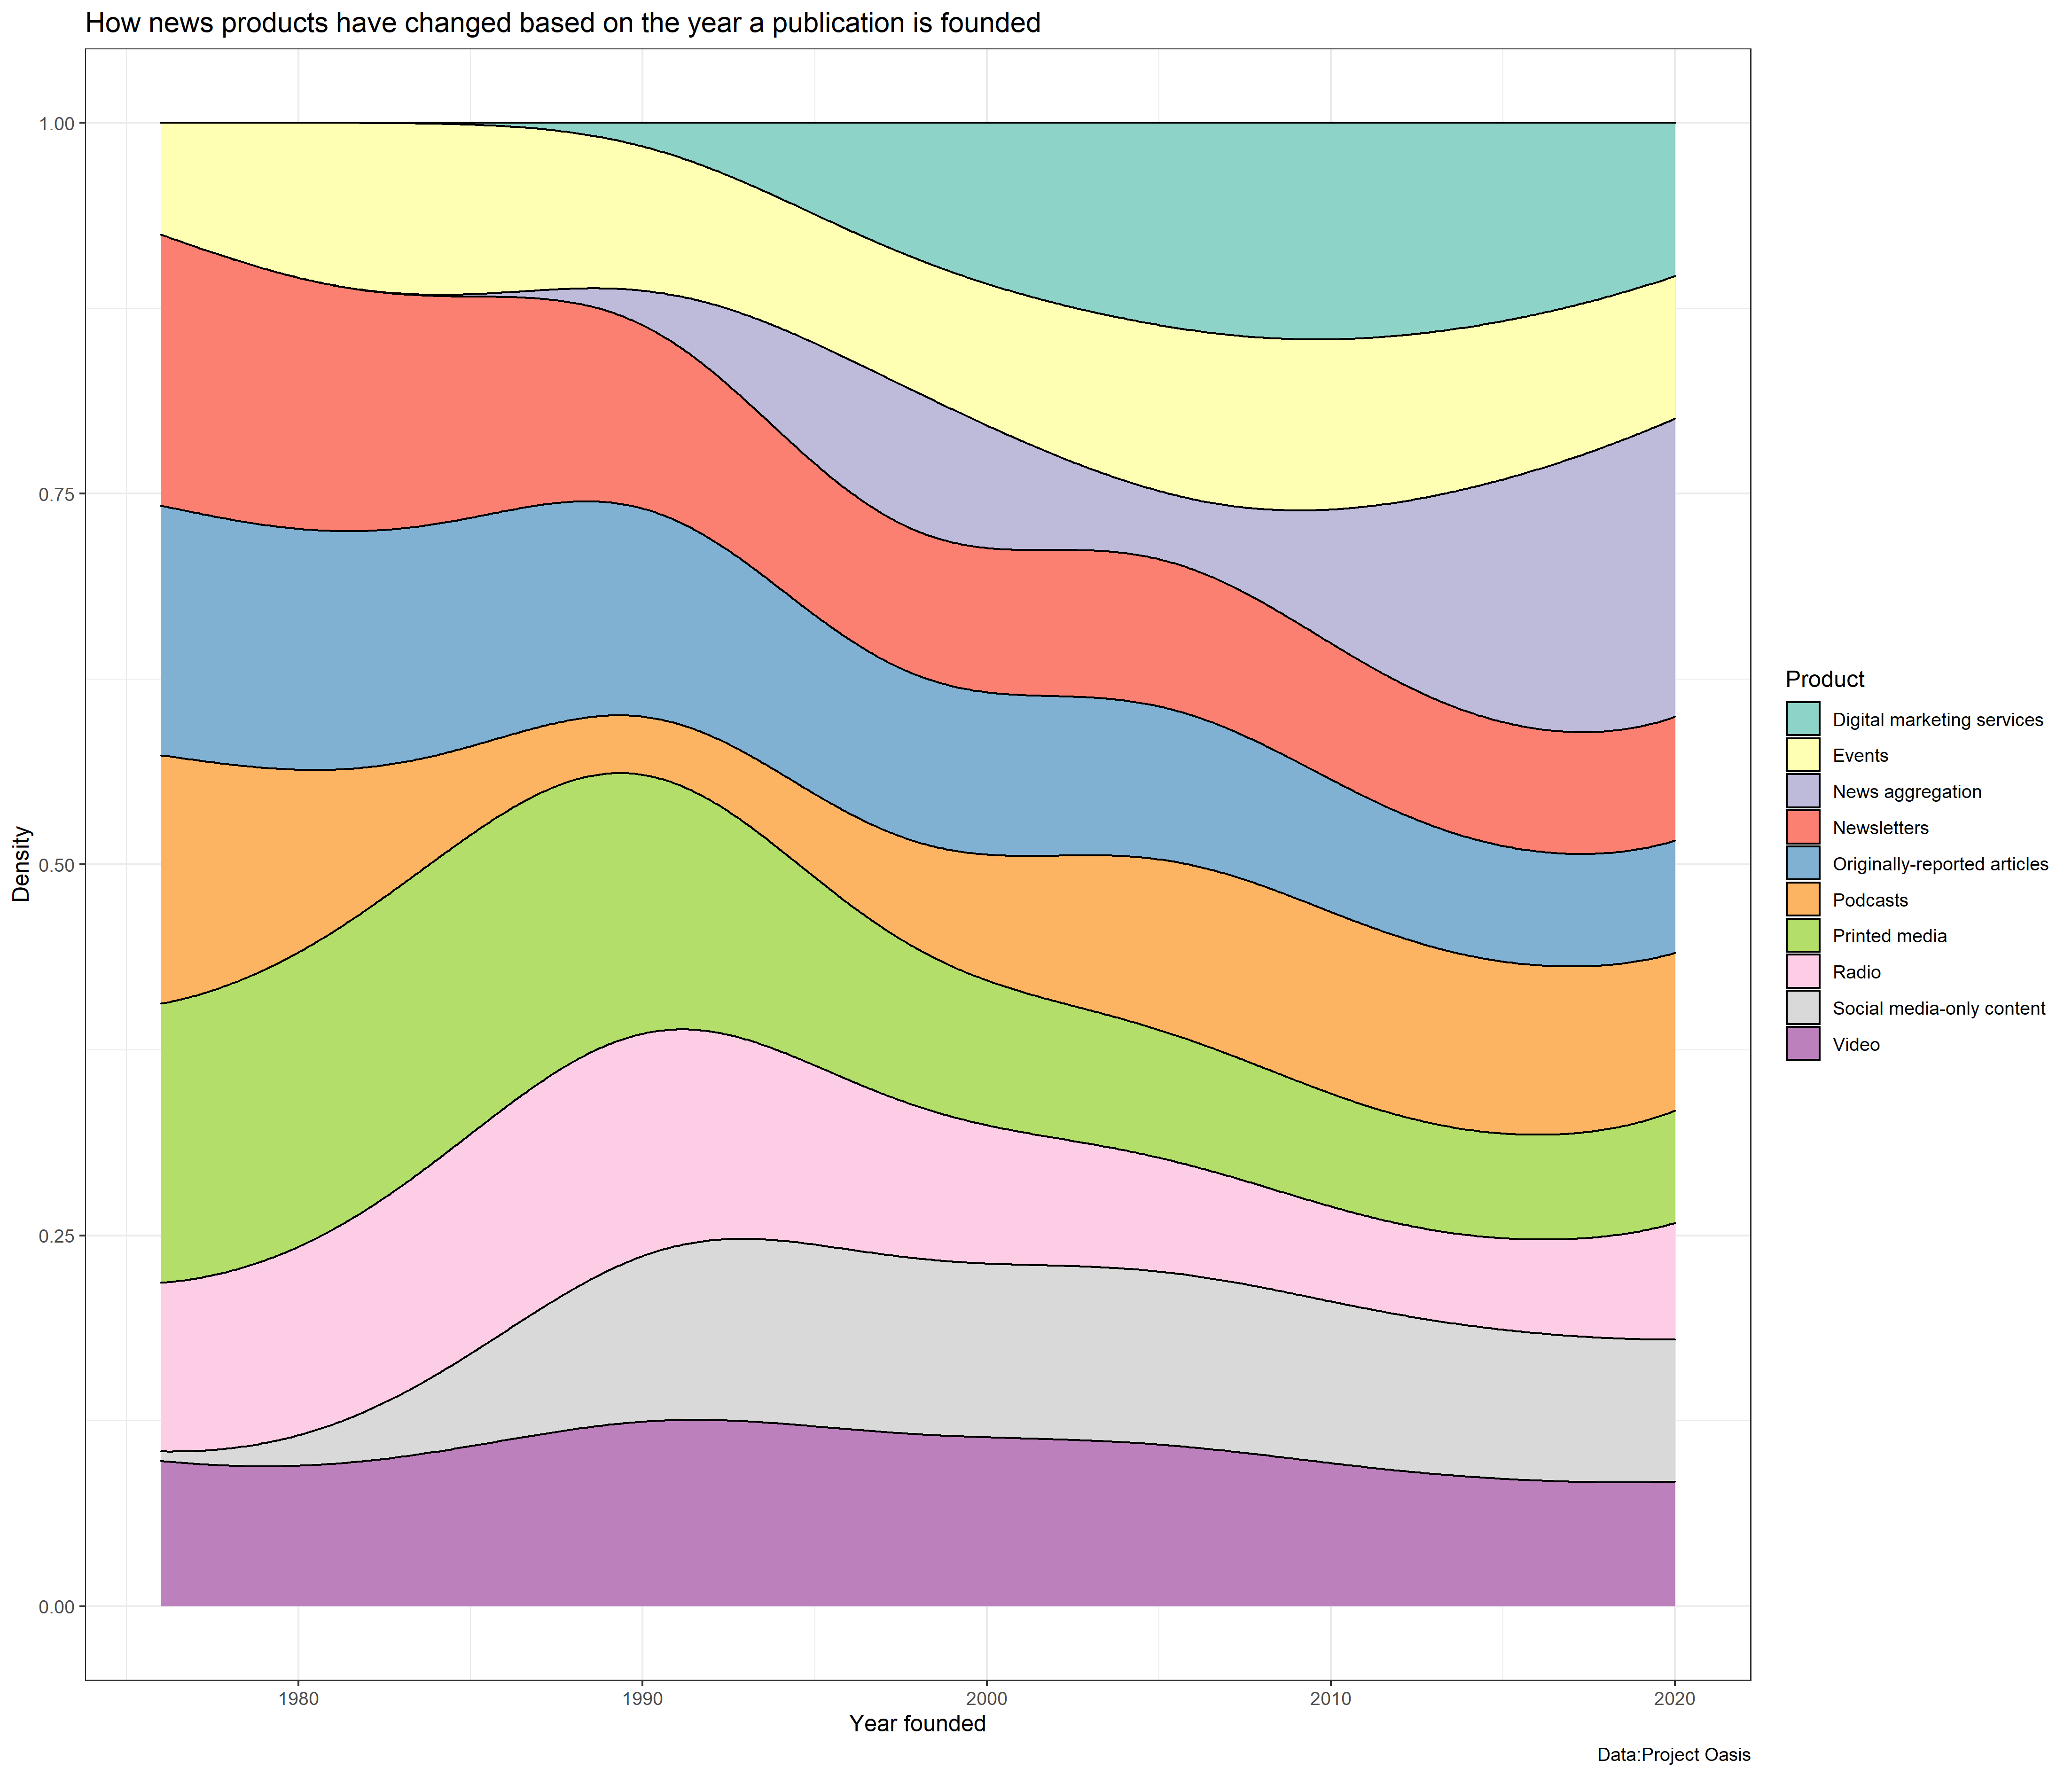 How news products have changed based on the year a publication is founded
1.00
0.75
0.50
0.25
0.00
Density
1980
1990
2000
2010
2020
Year founded
Product
Digital marketing services
Events
News aggregation
Newsletters
Originally-reported articles
Podcasts
Printed media
Radio
Social media-only content
Video
Data:Project Oasis